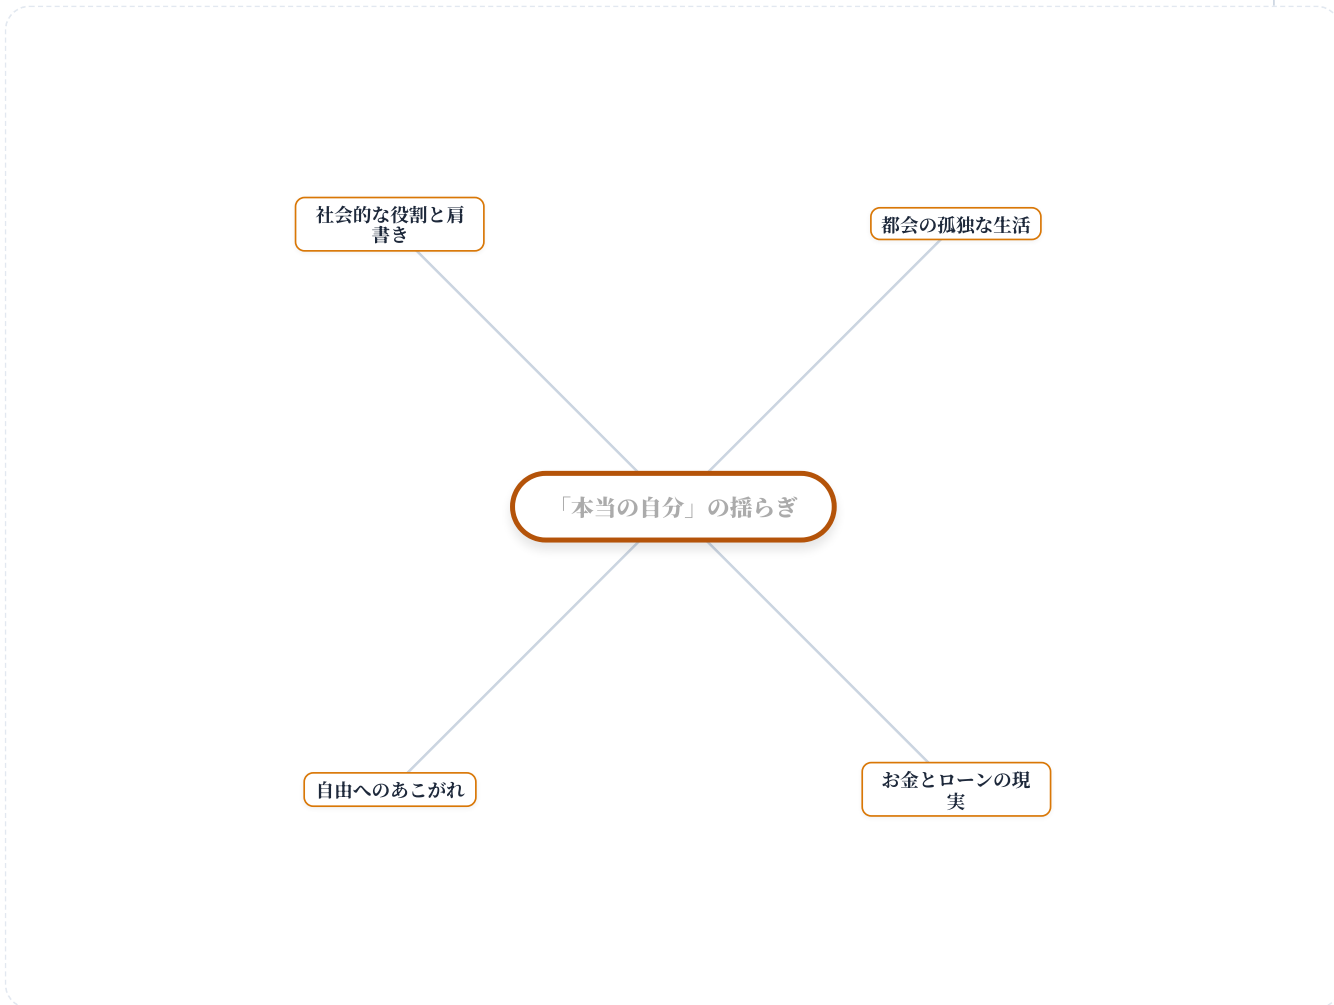 社会的な役割と肩
書き
都会の孤独な生活
「本当の自分」の揺らぎ
自由へのあこがれ
お金とローンの現
実